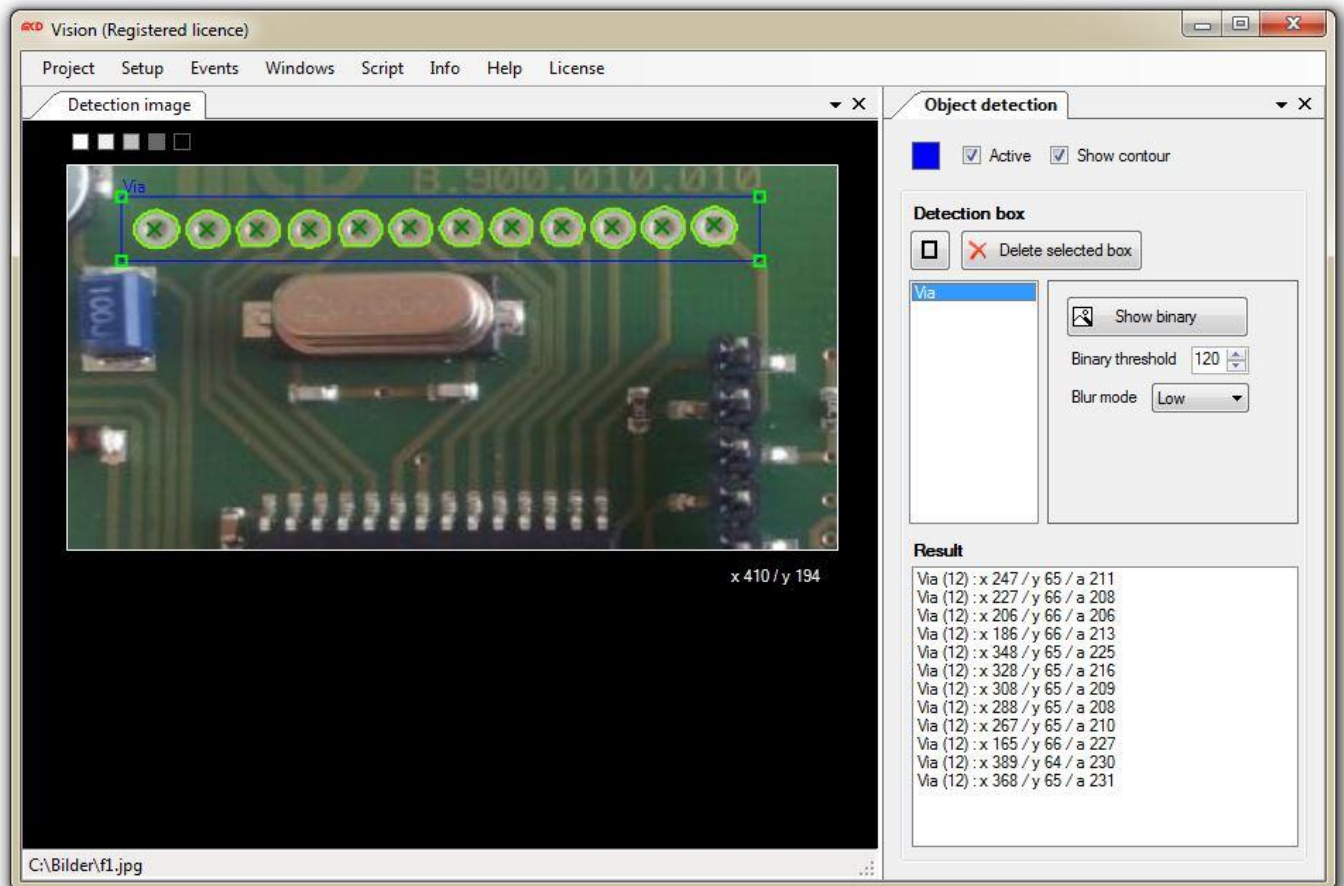 MCD Vision (Registered licence)
Project Setup Events Windows Script Info Help License
Detection image
Object detection
Active Show contour
MCD 8.900 010.010
Via
Detection box
Delete selected box
Via
Show binary
Binary threshold 120
Blur mode Low
100J
Result
x 410 / y 194
Via (12) : x 247 / y 65 / a 211
Via (12) : x 227 / y 66 / a 208
Via (12) : x 206 / y 66 / a 206
Via (12) : x 186 / y 66 / a 213
Via (12) : x 348 / y 65 / a 225
Via (12) : x 328 / y 65 / a 216
Via (12) : x 308 / y 65 / a 209
Via (12) : x 288 / y 65 / a 208
Via (12) : x 267 / y 65 / a 210
Via (12) : x 165 / y 66 / a 227
Via (12) : x 389 / y 64 / a 230
Via (12) : x 368 / y 65 / a 231
C:\Bilder\f1.jpg